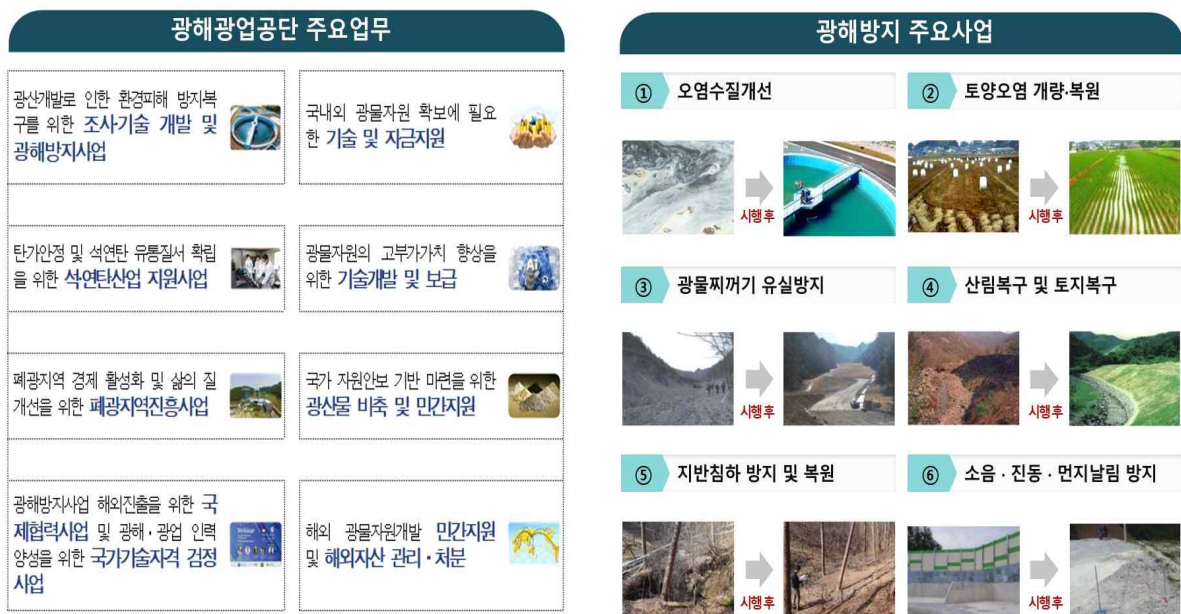 광해광업공단 주요업무
광산개발로 인한 환경피해 방지복
구를 위한 조사기술 개발 및
광해방지사업
국내외 광물자원 확보에 필요
한 기술 및 자금지원
탄가안정 및 석연탄 유통질서 확립
을 위한 석연탄산업 지원사업
광물자원의 고부가가치 향상을
위한 기술개발 및 보급
폐광지역 경제 활성화 및 삶의 질
개선을 위한 폐광지역진흥사업
국가 자원안보 기반 마련을 위한
광산물 비축 및 민간지원
광해방지사업 해외진출을 위한 국
제협력사업 및 광해·광업 인력
양성을 위한 국가기술자격 검정
사업
해외 광물자원개발 민간지원
및 해외자산 관리·처분
광해방지 주요사업
① 오염수질개선
시행 후
② 토양오염 개량·복원
시행 후
③ 광물찌꺼기 유실방지
시행 후
④ 산림복구 및 토지복구
시행 후
⑤ 지반침하 방지 및 복원
시행 후
⑥ 소음·진동·먼지날림 방지
시행 후